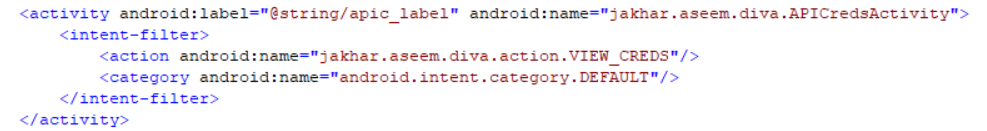 <activity android:label="@string/apic_label" android:name="jakhar.aseem.diva.APICredsActivity">
<intent-filter>
<action android:name="jakhar.aseem.diva.action.VIEW_CREDS"/>
<category android:name="android.intent.category.DEFAULT"/>
</intent-filter>
</activity>